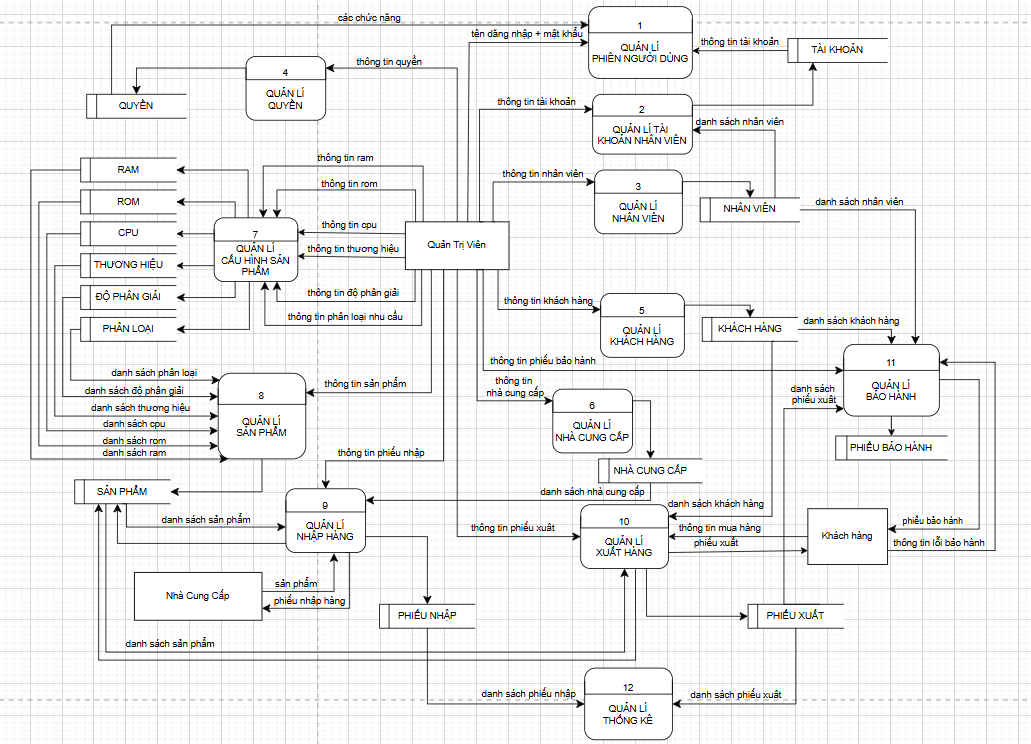 các chức năng
1
tên đăng nhập + mật khẩu
QUẢN LÍ
PHIÊN NGƯỜI DÙNG
thông tin tài khoản
TÀI KHOẢN
thông tin quyền
4
QUẢN LÍ
QUYỀN
QUYỀN
thông tin tài khoản
2
QUẢN LÍ TÀI
KHOẢN NHÂN VIÊN
danh sách nhân viên
thông tin ram
RAM
thông tin nhân viên
3
QUẢN LÍ
NHÂN VIÊN
thông tin rom
ROM
NHÂN VIÊN
danh sách nhân viên
CPU
7
QUẢN LÍ
CẤU HÌNH SẢN
PHẨM
thông tin cpu
thông tin thương hiệu
Quản Trị Viên
THƯƠNG HIỆU
ĐỘ PHÂN GIẢI
thông tin độ phân giải
thông tin khách hàng
5
QUẢN LÍ
KHÁCH HÀNG
PHÂN LOẠI
thông tin phân loại nhu cầu
KHÁCH HÀNG
danh sách khách hàng
thông tin phiếu bảo hành
11
QUẢN LÍ
BẢO HÀNH
danh sách phân loại
danh sách độ phân giải
danh sách thương hiệu
danh sách cpu
danh sách rom
danh sách ram
8
QUẢN LÍ
SẢN PHẨM
thông tin sản phẩm
thông tin
nhà cung cấp
6
QUẢN LÍ
NHÀ CUNG CẤP
danh sách
phiếu xuất
PHIẾU BẢO HÀNH
thông tin phiếu nhập
NHÀ CUNG CẤP
SẢN PHẨM
danh sách nhà cung cấp
danh sách khách hàng
9
QUẢN LÍ
NHẬP HÀNG
danh sách sản phẩm
thông tin phiếu xuất
10
QUẢN LÍ
XUẤT HÀNG
thông tin mua hàng
phiếu xuất
Khách hàng
phiếu bảo hành
thông tin lỗi bảo hành
Nhà Cung Cấp
sản phẩm
phiếu nhập hàng
PHIẾU NHẬP
PHIẾU XUẤT
danh sách sản phẩm
12
QUẢN LÍ
THỐNG KÊ
danh sách phiếu nhập
danh sách phiếu xuất